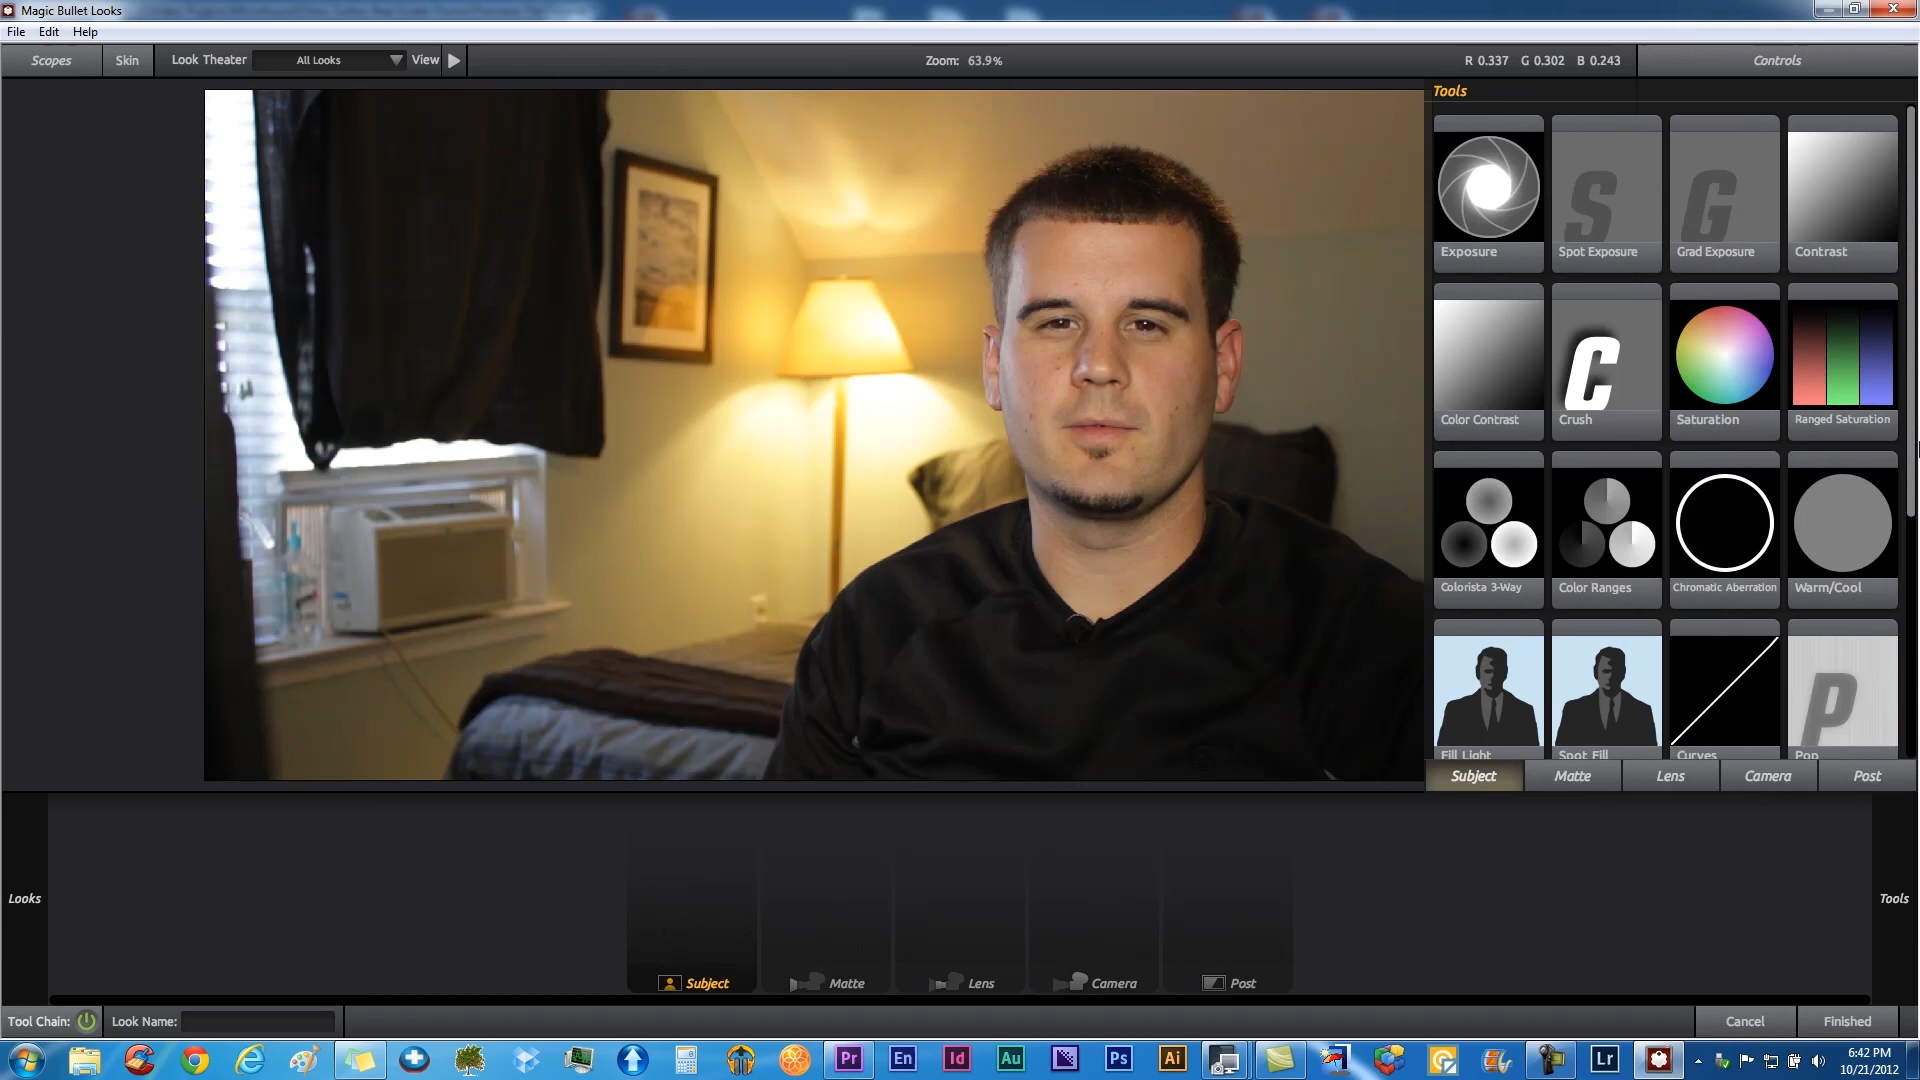 Magic Bullet Looks
File Edit Help
Scopes Skin Look Theater All Looks View Zoom: 63.9% R 0.337 G 0.302 B 0.243 Controls
Tools
S G
Exposure Spot Exposure Grad Exposure Contrast
C
Color Contrast Crush Saturation Ranged Saturation
Colorista 3-Way Color Ranges Chromatic Aberration Warm/Cool
P
Fill Light Spot Fill Curves Pop
Subject Matte Lens Camera Post
Looks Tools
Subject Matte Lens Camera Post
Tool Chain: Look Name: Cancel Finished
Pr En Id Au Ps Ai Lr
6:42 PM
10/21/2012